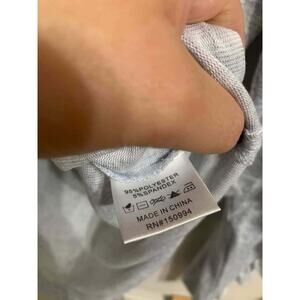 95%POLYESTER
5%SPANDEX
MADE IN CHINA
RN#150994